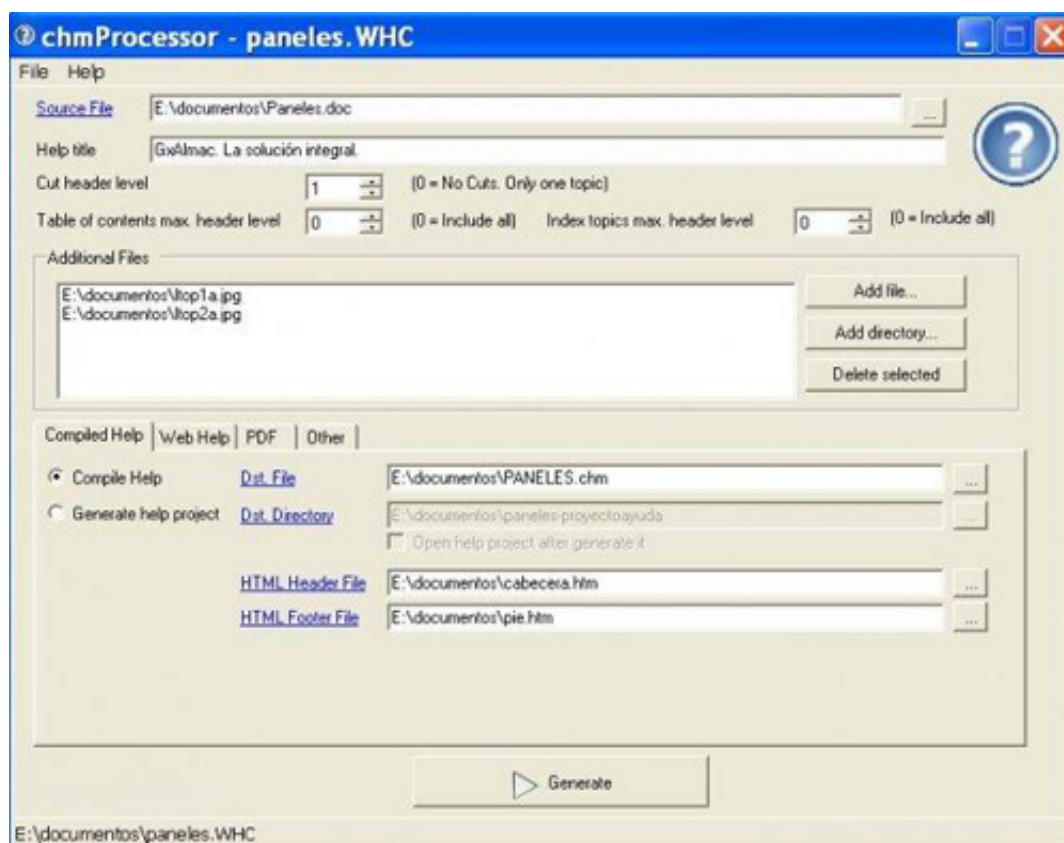 chmProcessor - paneles.WHC
File Help
Source File E:\documentos\Paneles.doc ...
Help title GxAlmac. La solución integral.
Cut header level 1 (0 = No Cuts. Only one topic)
Table of contents max. header level 0 (0 = Include all) Index topics max. header level 0 (0 = Include all)
Additional Files
E:\documentos\ltop1a.jpg
E:\documentos\ltop2a.jpg
Add file...
Add directory...
Delete selected
Compiled Help Web Help PDF Other
Compile Help Dst. File E:\documentos\PANELES.chm ...
Generate help project Dst. Directory E:\documentos\paneles-proyectoayuda ...
Open help project after generate it
HTML Header File E:\documentos\cabecera.htm ...
HTML Footer File E:\documentos\pie.htm ...
Generate
E:\documentos\paneles.WHC